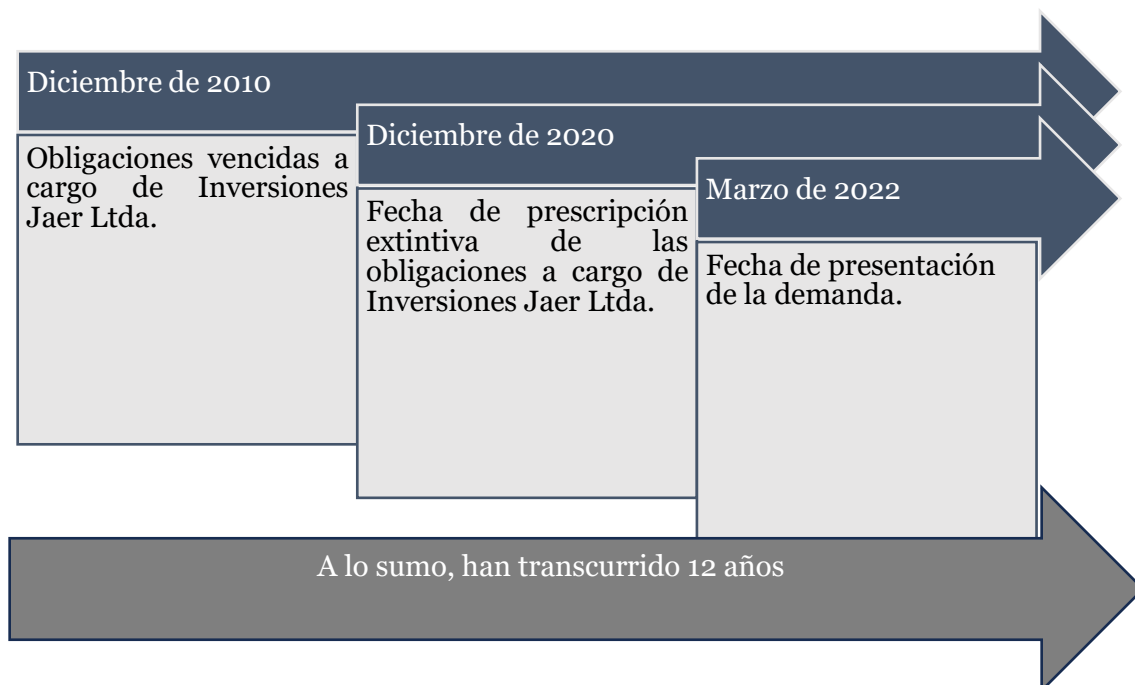 Diciembre de 2010
Obligaciones vencidas a
cargo de Inversiones
Jaer Ltda.
Diciembre de 2020
Fecha de prescripción
extintiva de las
obligaciones a cargo de
Inversiones Jaer Ltda.
Marzo de 2022
Fecha de presentación
de la demanda.
A lo sumo, han transcurrido 12 años